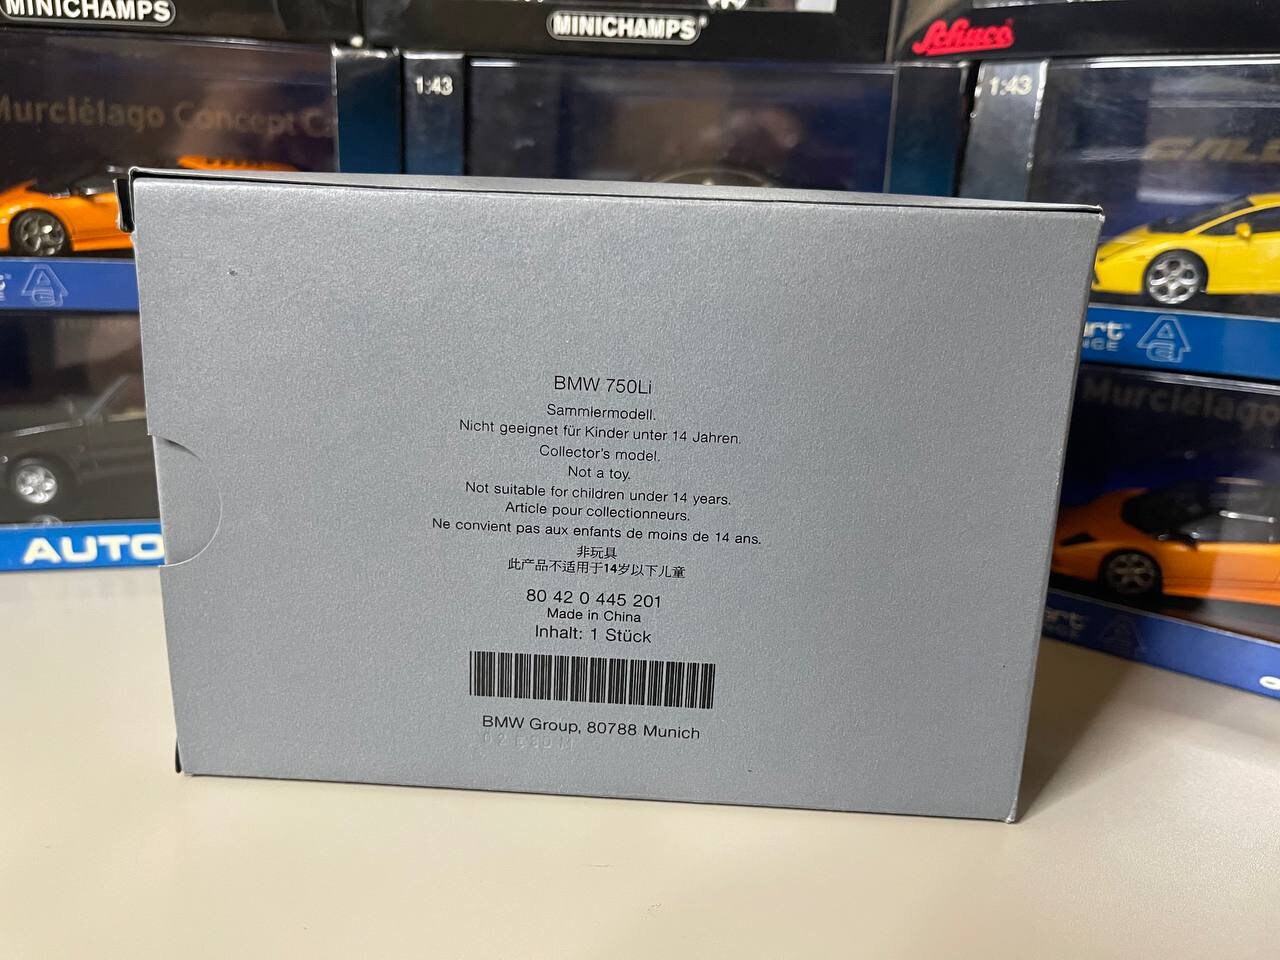 MINICHAMPS
MINICHAMPS
Schuco
Murciélago Concept
1:43
1:43
BMW 750Li
Sammlermodell.
Nicht geeignet für Kinder unter 14 Jahren.
Collector's model.
Not a toy.
Not suitable for children under 14 years.
Article pour collectionneurs.
Ne convient pas aux enfants de moins de 14 ans.
非玩具
此产品不适用于14岁以下儿童
80 42 0 445 201
Made in China
Inhalt: 1 Stück
BMW Group, 80788 Munich
Murciélago
AUTO